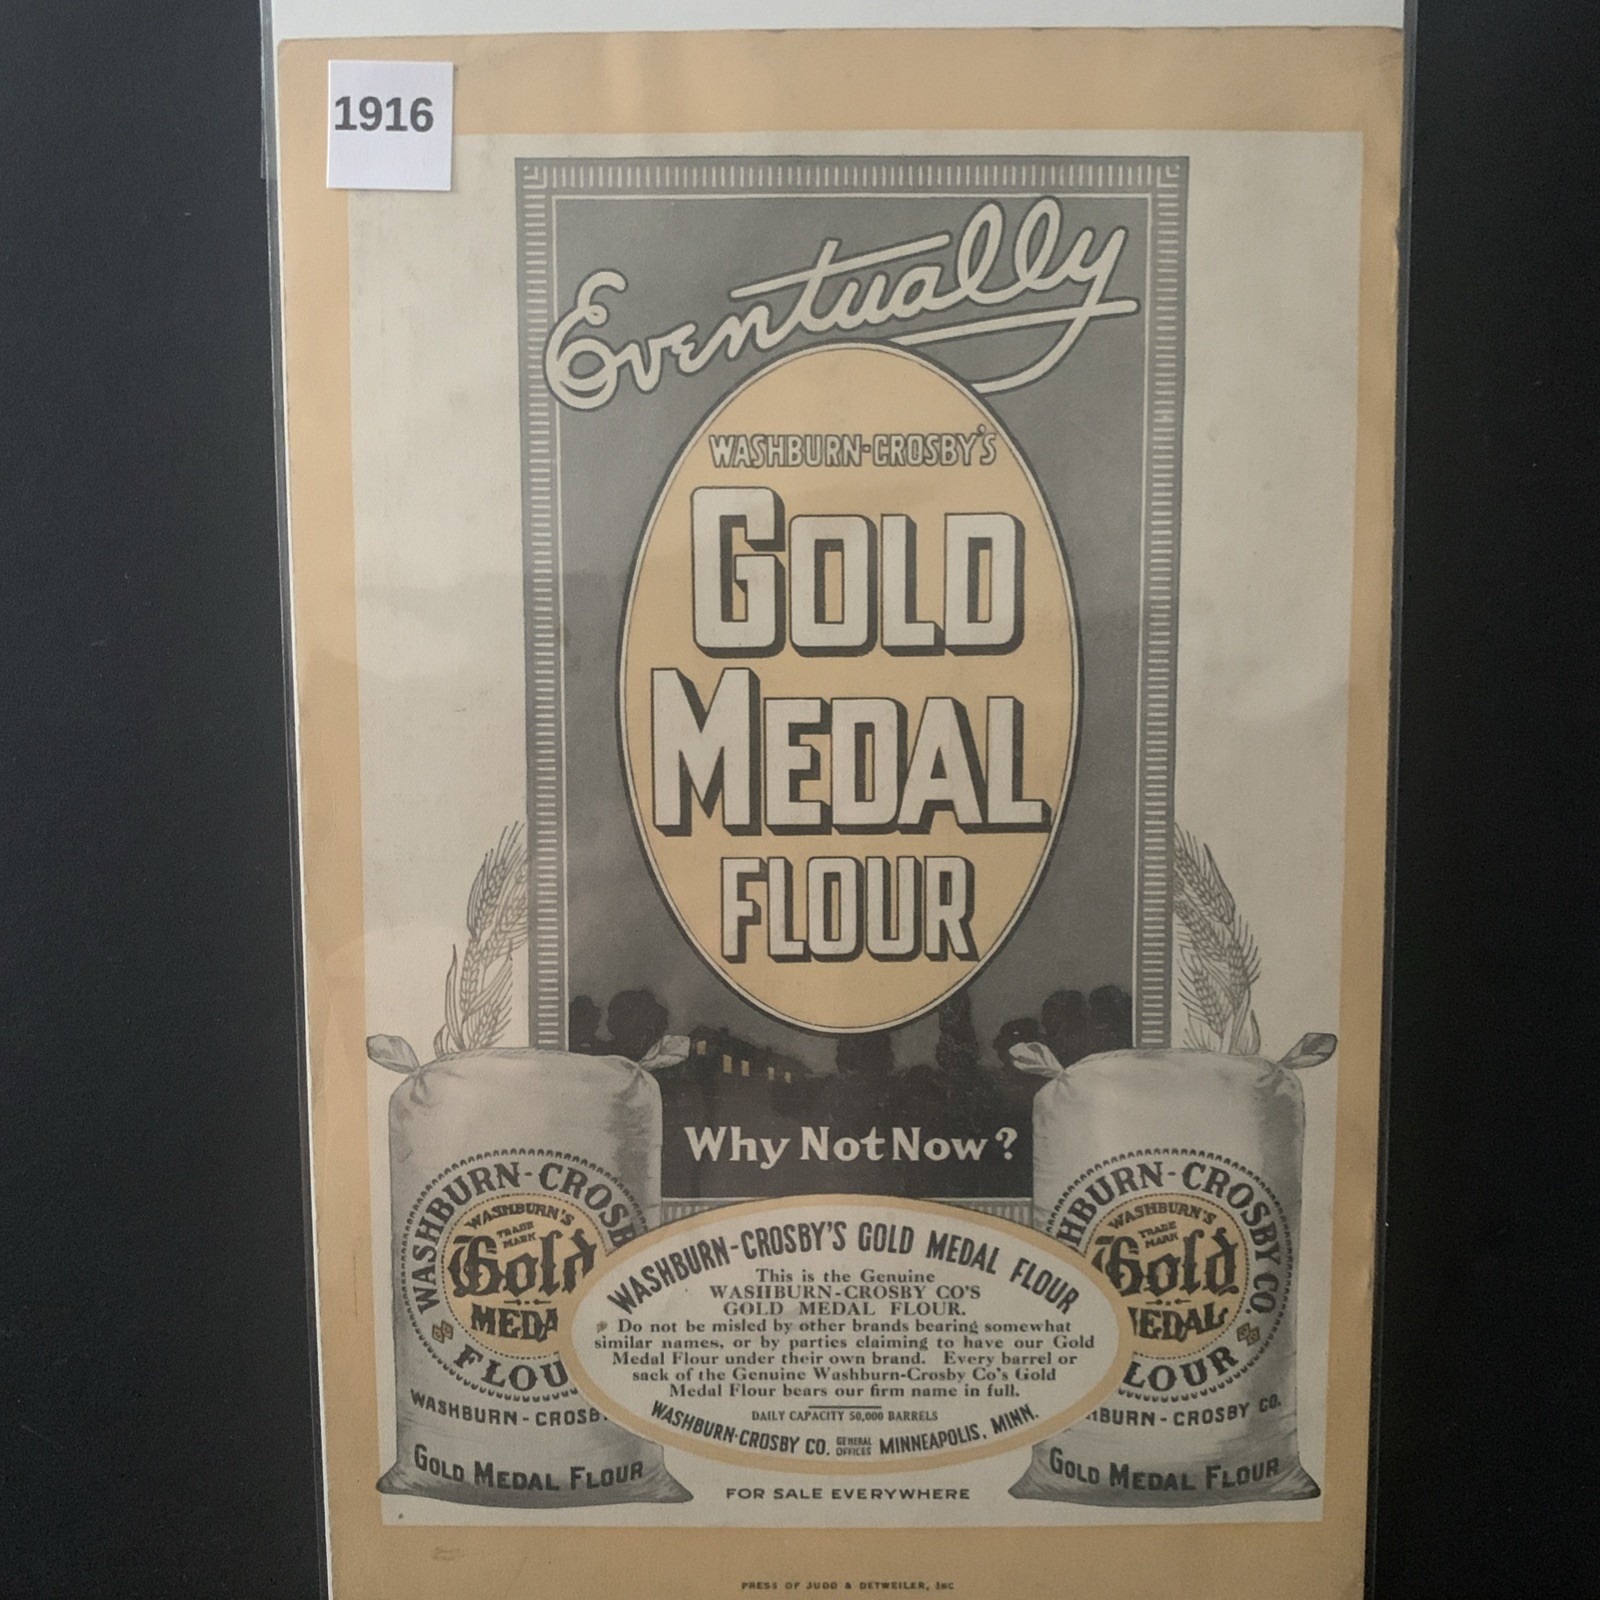 1916
Eventually
WASHBURN-CROSBY'S
GOLD
MEDAL
FLOUR
Why Not Now?
WASHBURN-CROSB
WASHBURN'S
TRADE
MARK
Gold
MEDA
FLOU
WASHBURN-CROSB.
GOLD MEDAL FLOUR
WASHBURN-CROSBY'S GOLD MEDAL FLOUR
This is the Genuine
WASHBURN-CROSBY CO'S
GOLD MEDAL FLOUR.
Do not be misled by other brands bearing somewhat
similar names, or by parties claiming to have our Gold
Medal Flour under their own brand. Every barrel or
sack of the Genuine Washburn-Crosby Co's Gold
Medal Flour bears our firm name in full.
DAILY CAPACITY 50,000 BARRELS
WASHBURN-CROSBY CO. GENERAL OFFICES MINNEAPOLIS, MINN.
HBURN-CROSBY CO.
WASHBURN'S
TRADE
MARK
Gold
MEDAL
LOUR
HBURN-CROSBY CO.
GOLD MEDAL FLOUR
FOR SALE EVERYWHERE
PRESS OF JUDD & DETWEILER, INC